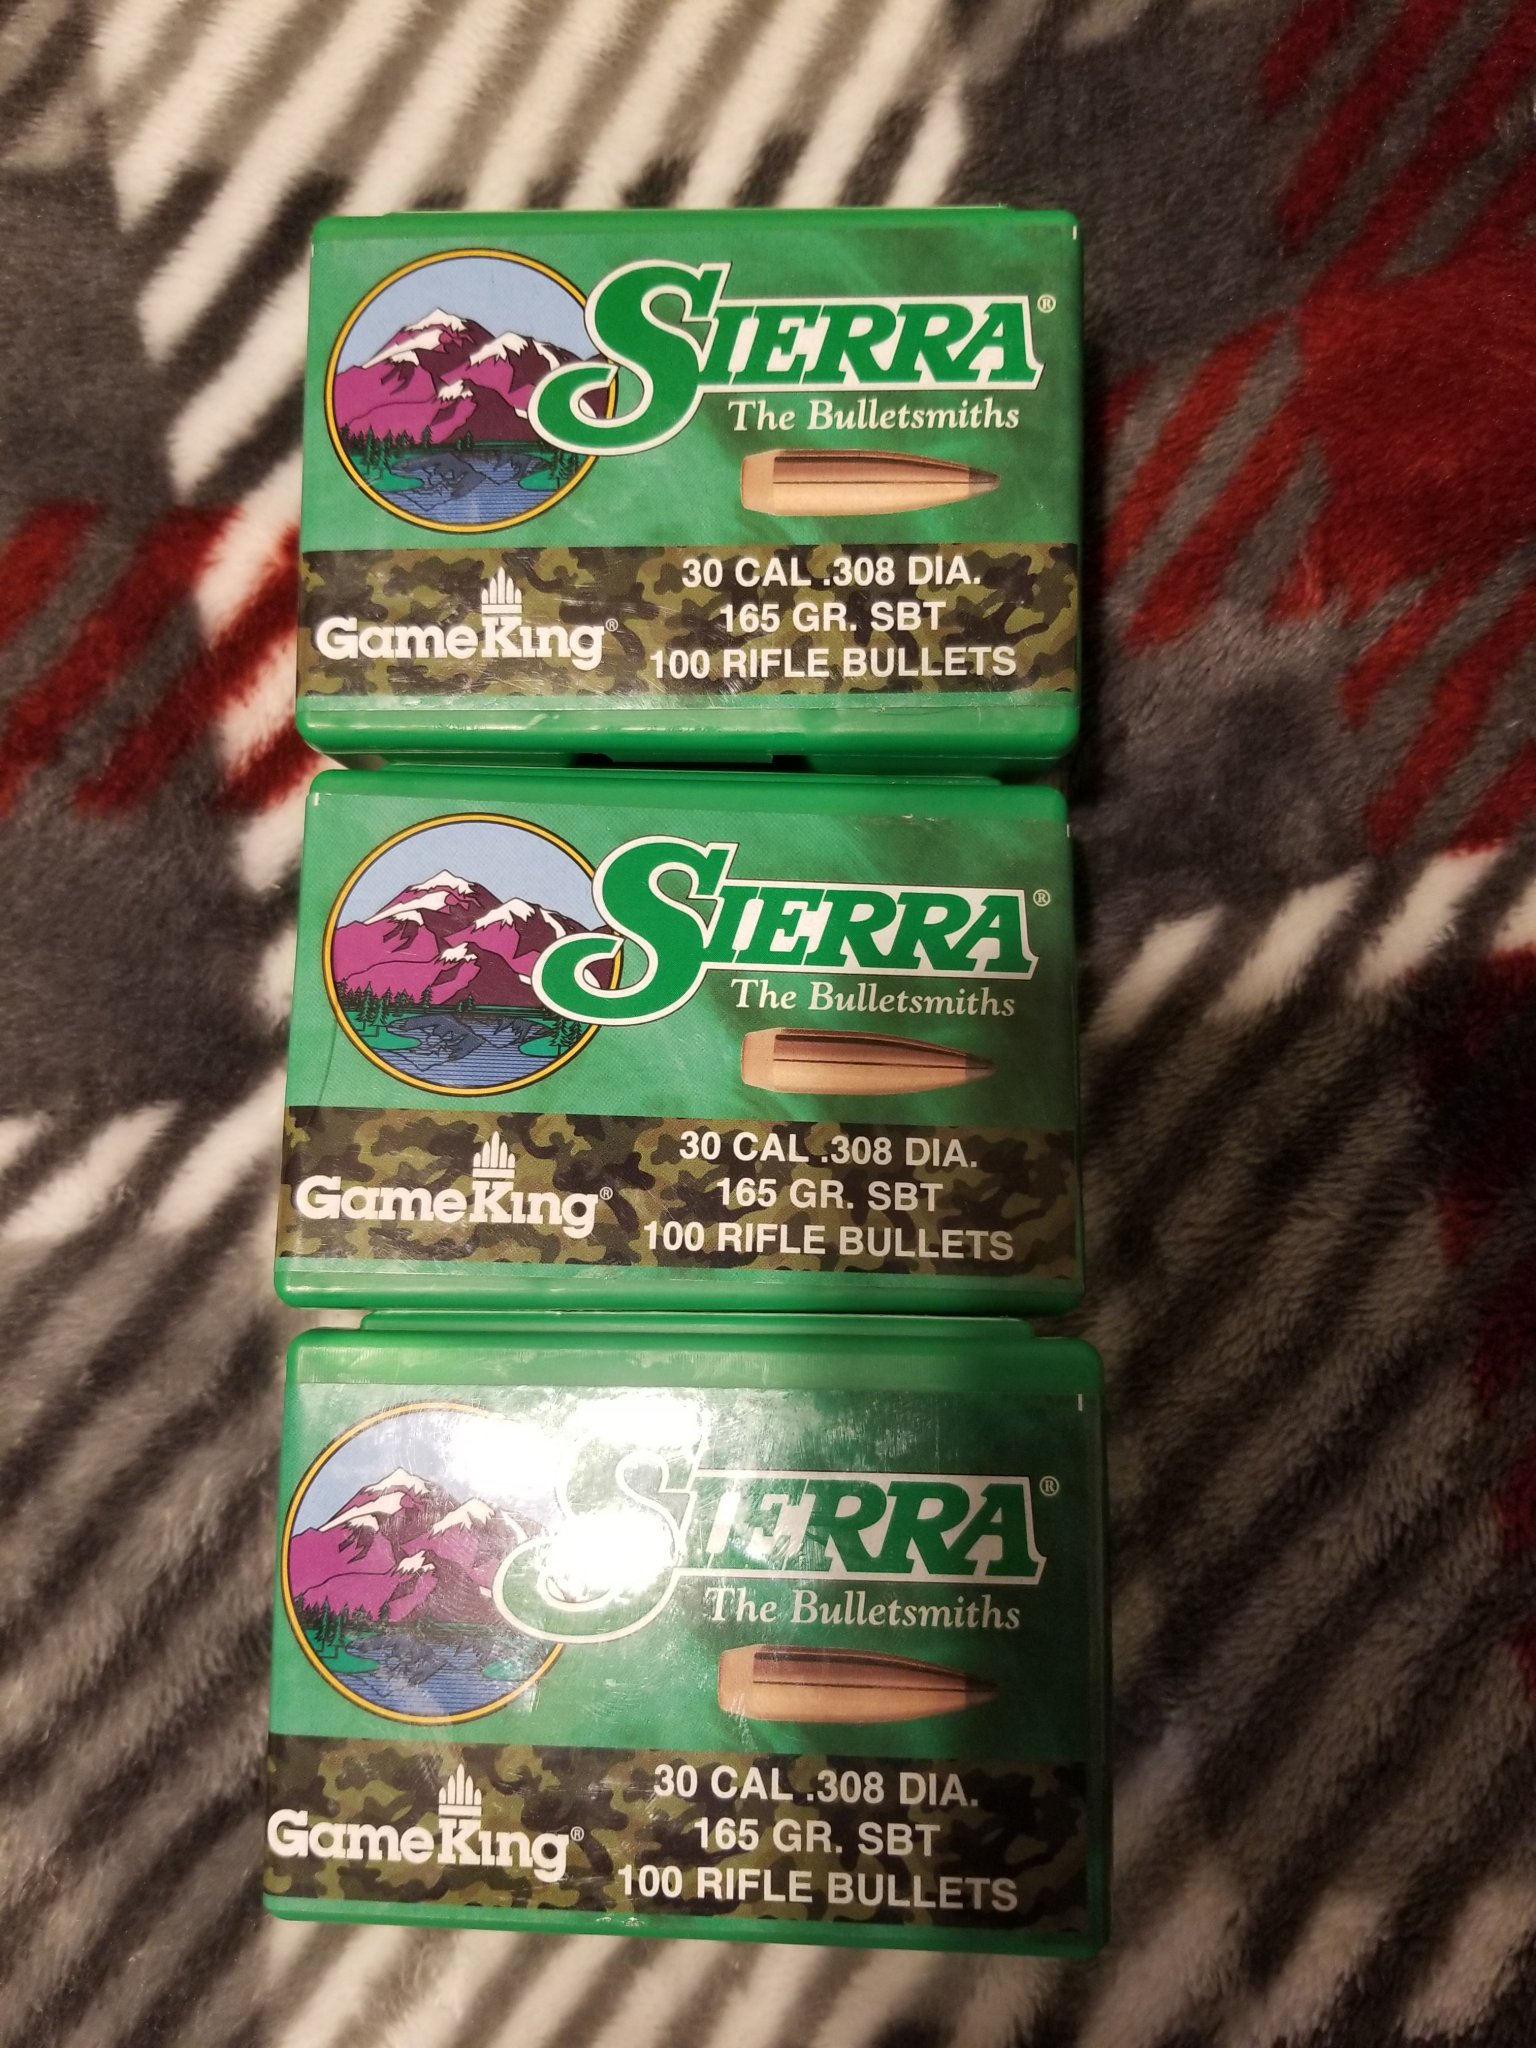 SIERRA®
The Bulletsmiths
30 CAL .308 DIA.
165 GR. SBT
GameKing®
100 RIFLE BULLETS
SIERRA®
The Bulletsmiths
30 CAL .308 DIA.
165 GR. SBT
GameKing®
100 RIFLE BULLETS
SIERRA®
The Bulletsmiths
30 CAL .308 DIA.
165 GR. SBT
GameKing®
100 RIFLE BULLETS